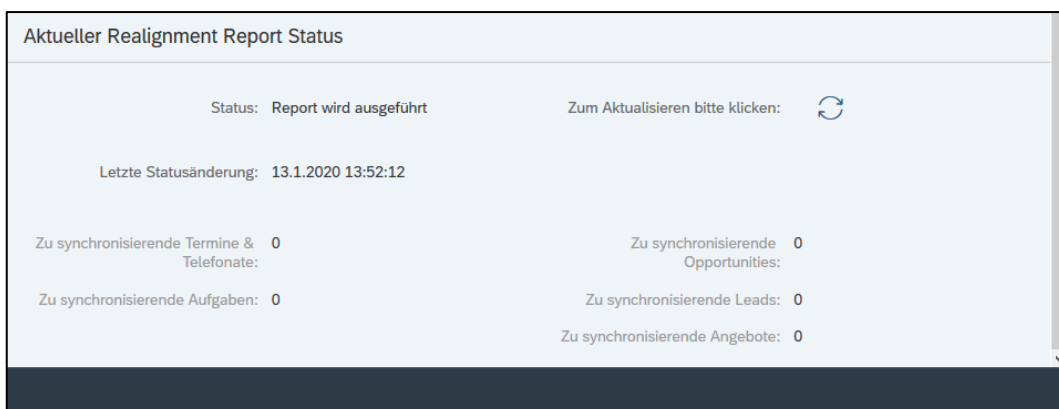 Aktueller Realignment Report Status
Status: Report wird ausgeführt
Zum Aktualisieren bitte klicken:
Letzte Statusänderung: 13.1.2020 13:52:12
Zu synchronisierende Termine & 0
Telefonate:
Zu synchronisierende 0
Opportunities:
Zu synchronisierende Aufgaben: 0
Zu synchronisierende Leads: 0
Zu synchronisierende Angebote: 0